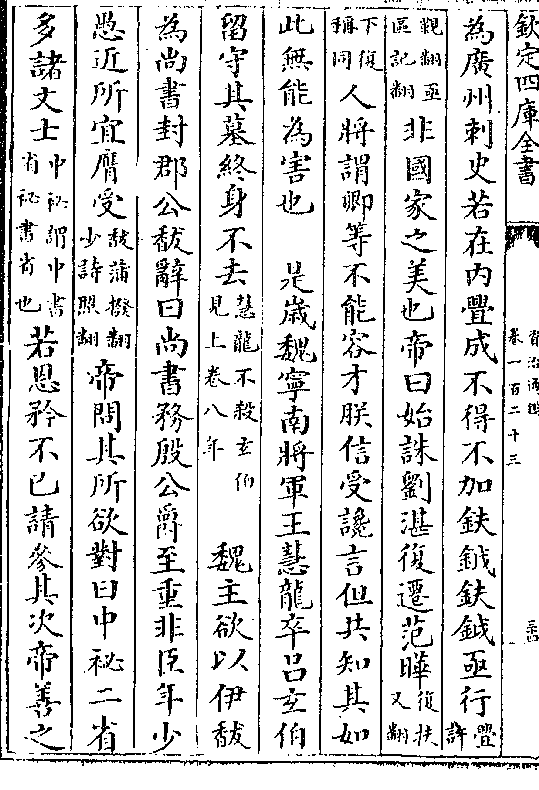 欽定四庫全書
資治通鑑
卷一百二十三
為廣州刺史若在内舋成不得不加鈇鉞鈇鉞亟行舋許
覲翻亟區記翻非國家之美也帝曰始誅劉湛復遷范曄復扶又翻
下復稱同人將謂卿等不能容才朕信受讒言但共知其如
此無能為害也 是歳魏寧南將軍王慧龍卒吕玄伯
留守其墓終身不去慧龍不殺玄伯見上卷八年 魏主欲以伊馛
為尚書封郡公馛辭曰尚書務殷公爵至重非臣年少
愚近所宜膺受馛蒲撥翻少詩照翻帝問其所欲對曰中祕二省
多諸文士中祕謂中書省祕書省也若恩矜不已請參其次帝善之